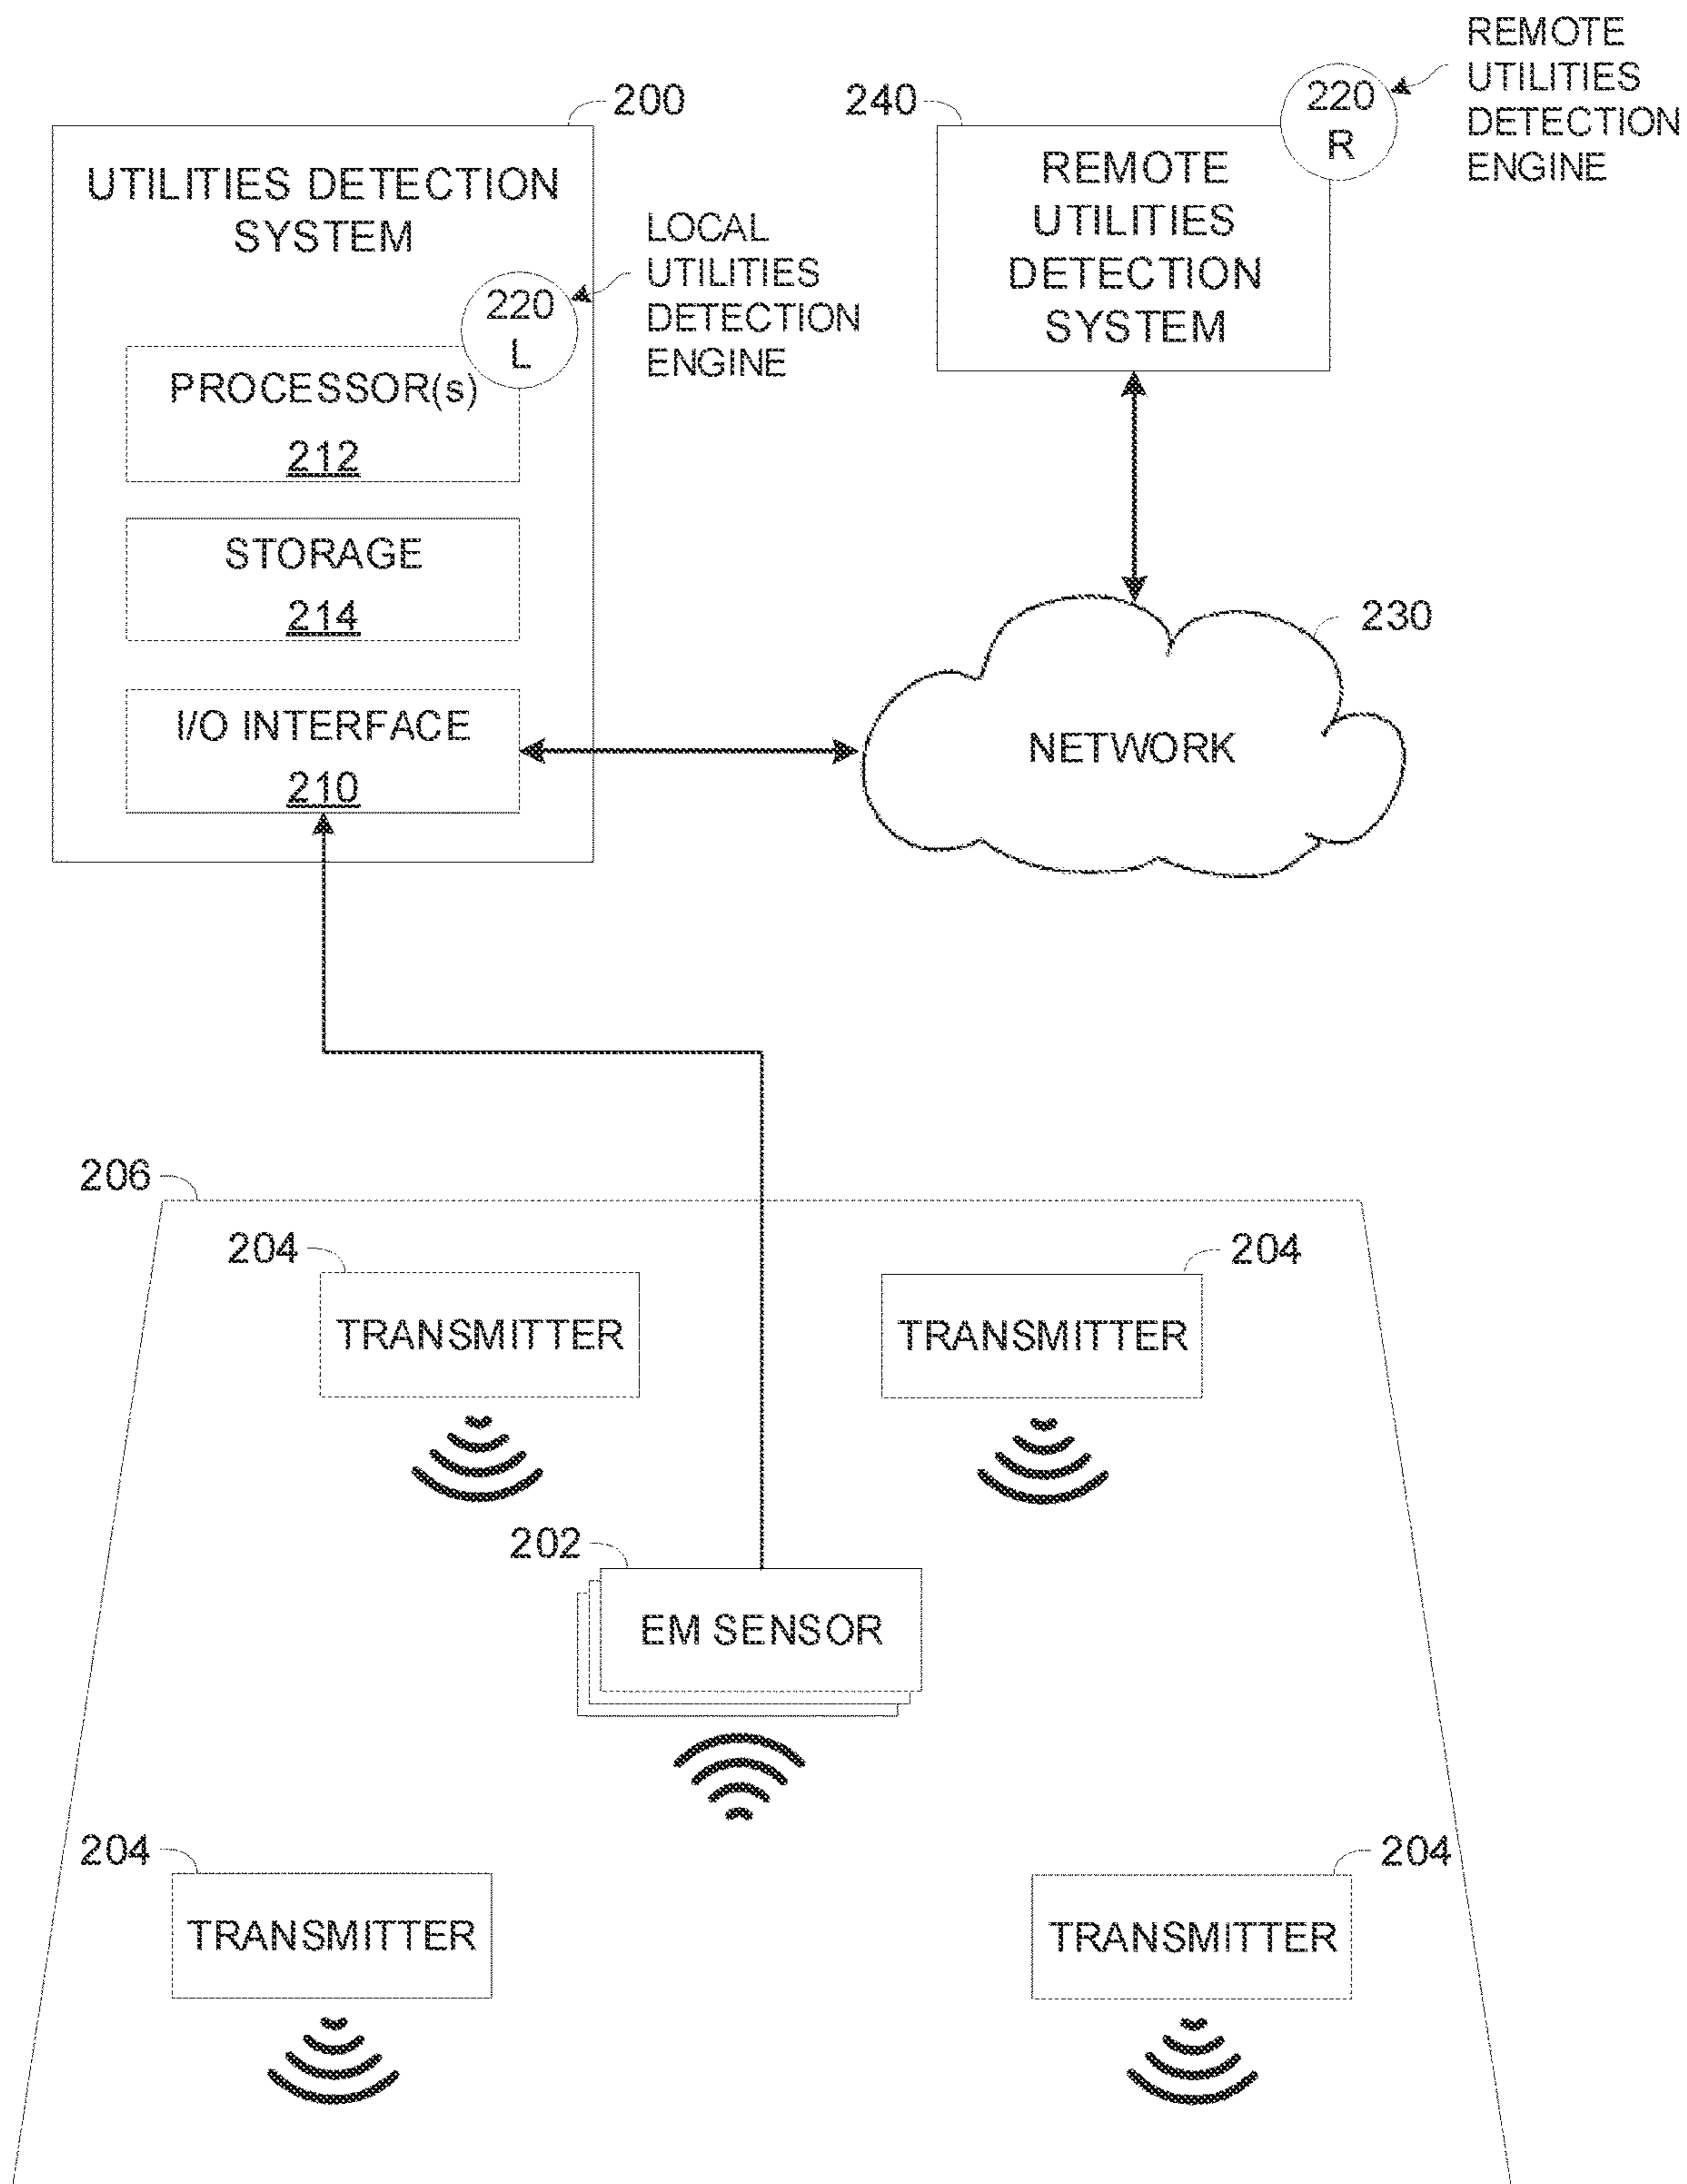 200
UTILITIES DETECTION
SYSTEM
220
L
LOCAL
UTILITIES
DETECTION
ENGINE
PROCESSOR(s)
212
STORAGE
214
I/O INTERFACE
210
240
REMOTE
UTILITIES
DETECTION
SYSTEM
220
R
REMOTE
UTILITIES
DETECTION
ENGINE
230
NETWORK
206
204
TRANSMITTER
204
TRANSMITTER
202
EM SENSOR
204
TRANSMITTER
204
TRANSMITTER